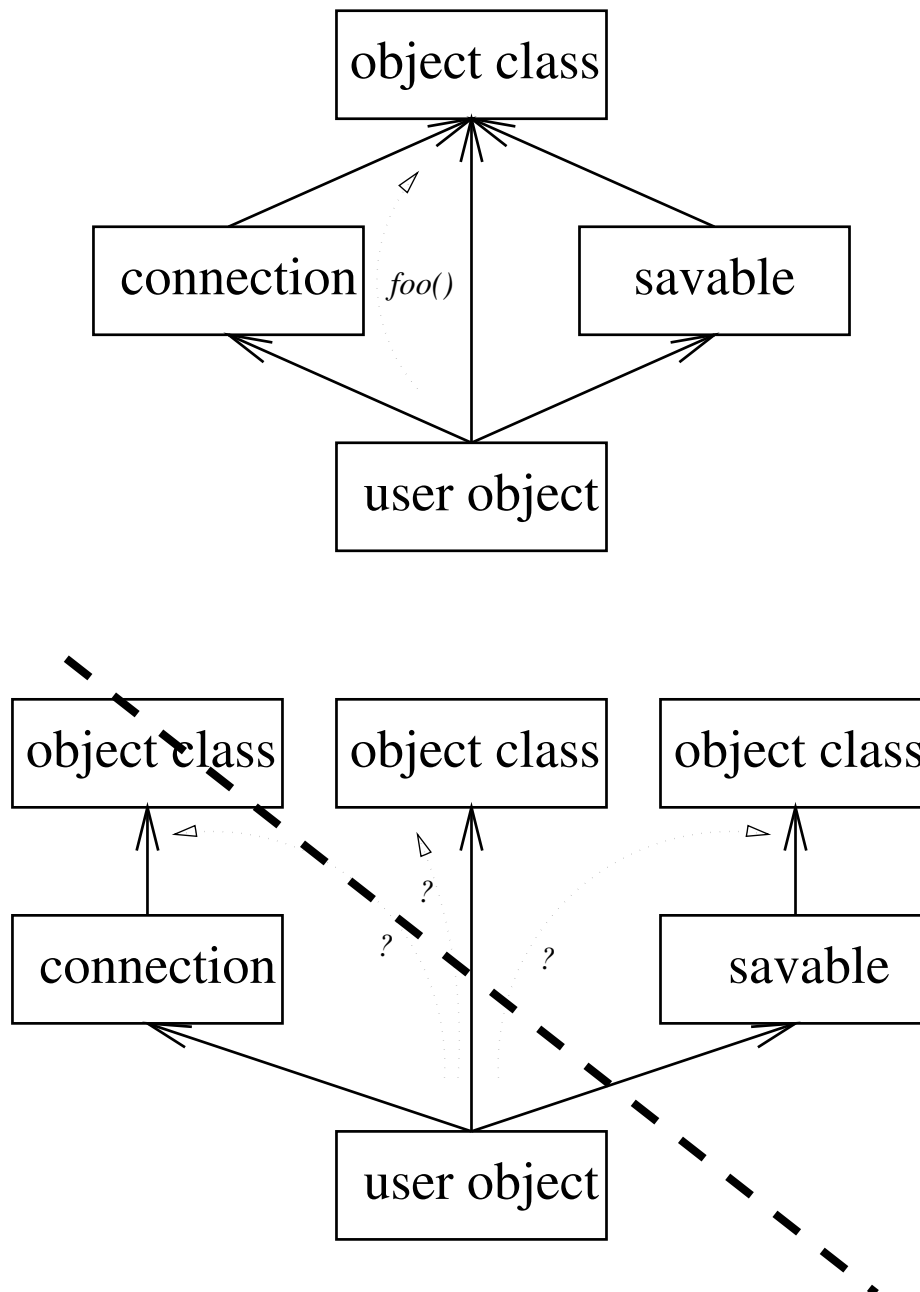 object class
connection
foo()
savable
user object
object class
object class
object class
?
?
?
connection
savable
user object